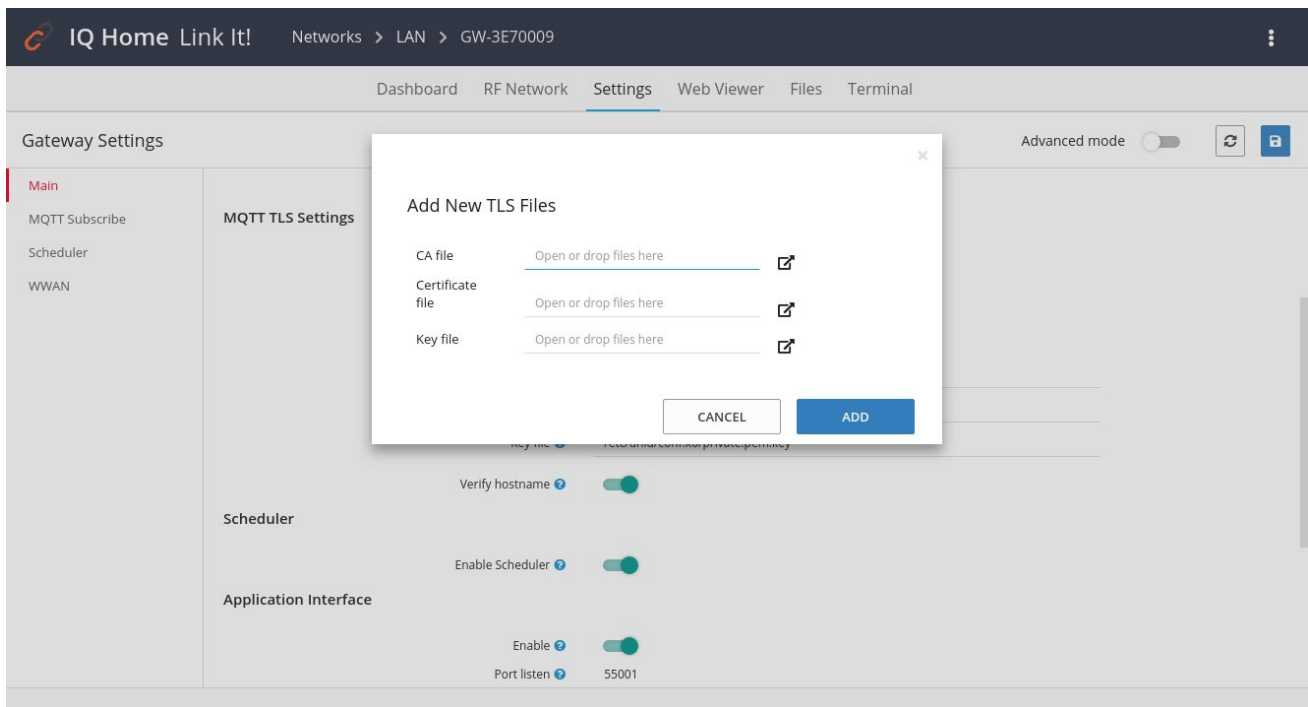 IQ Home Link It! Networks > LAN > GW-3E70009
Dashboard RF Network Settings Web Viewer Files Terminal
Gateway Settings
Advanced mode
×
Main
MQTT Subscribe
Scheduler
WWAN
MQTT TLS Settings
Add New TLS Files
CA file Open or drop files here
Certificate
file Open or drop files here
Key file Open or drop files here
CANCEL ADD
Key file
Verify hostname
Scheduler
Enable Scheduler
Application Interface
Enable
Port listen 55001